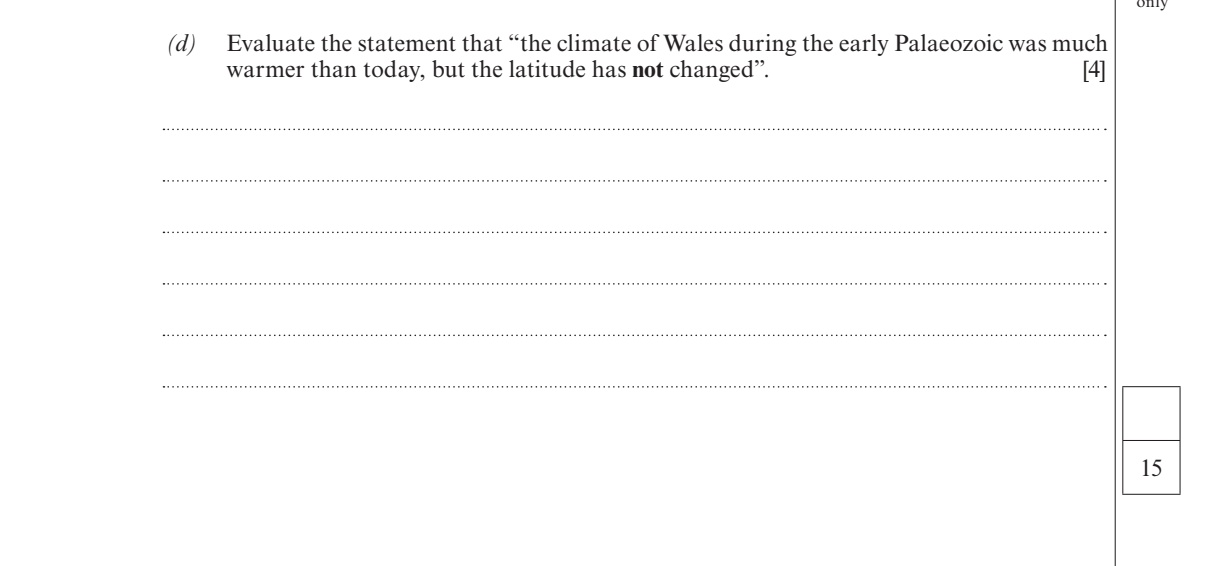 only
(d) Evaluate the statement that “the climate of Wales during the early Palaeozoic was much
warmer than today, but the latitude has not changed”. [4]
15